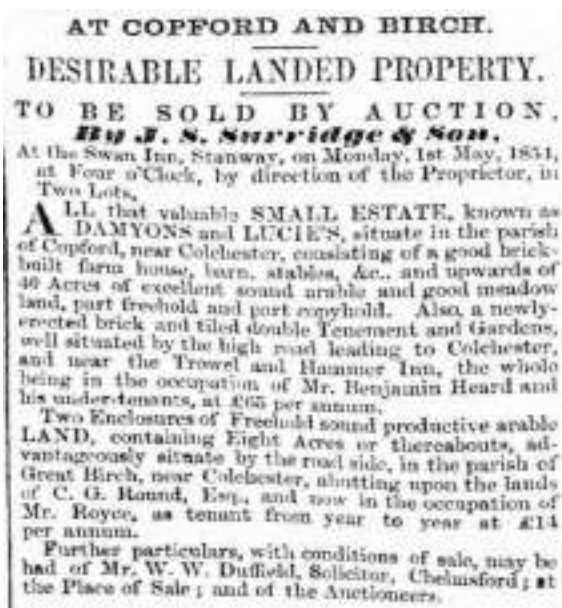 AT COPFORD AND BIRCH.
DESIRABLE LANDED PROPERTY.
TO BE SOLD BY AUCTION,
By J. S. Surridge & Son,
At the Swan Inn, Stanway, on Monday, 1st May, 1854,
at Four o'Clock, by direction of the Proprietor, in
Two Lots,
ALL that valuable SMALL ESTATE, known as
DAMYONS and LUCIE'S, situate in the parish
of Copford, near Colchester, consisting of a good brick-
built farm house, barn, stables, &c., and upwards of
40 Acres of excellent sound arable and good meadow
land, part freehold and part copyhold. Also, a newly-
erected brick and tiled double Tenement and Gardens,
well situated by the high road leading to Colchester,
and near the Trowel and Hammer Inn, the whole
being in the occupation of Mr. Benjamin Heard and
his under-tenants, at £65 per annum.
Two Enclosures of Freehold sound productive arable
LAND, containing Eight Acres or thereabouts, ad-
vantageously situate by the road side, in the parish of
Great Birch, near Colchester, abutting upon the lands
of C. G. Round, Esq., and now in the occupation of
Mr. Royce, as tenant from year to year at £14
per annum.
Further particulars, with conditions of sale, may be
had of Mr. W. W. Duffield, Solicitor, Chelmsford; at
the Place of Sale; and of the Auctioneers.